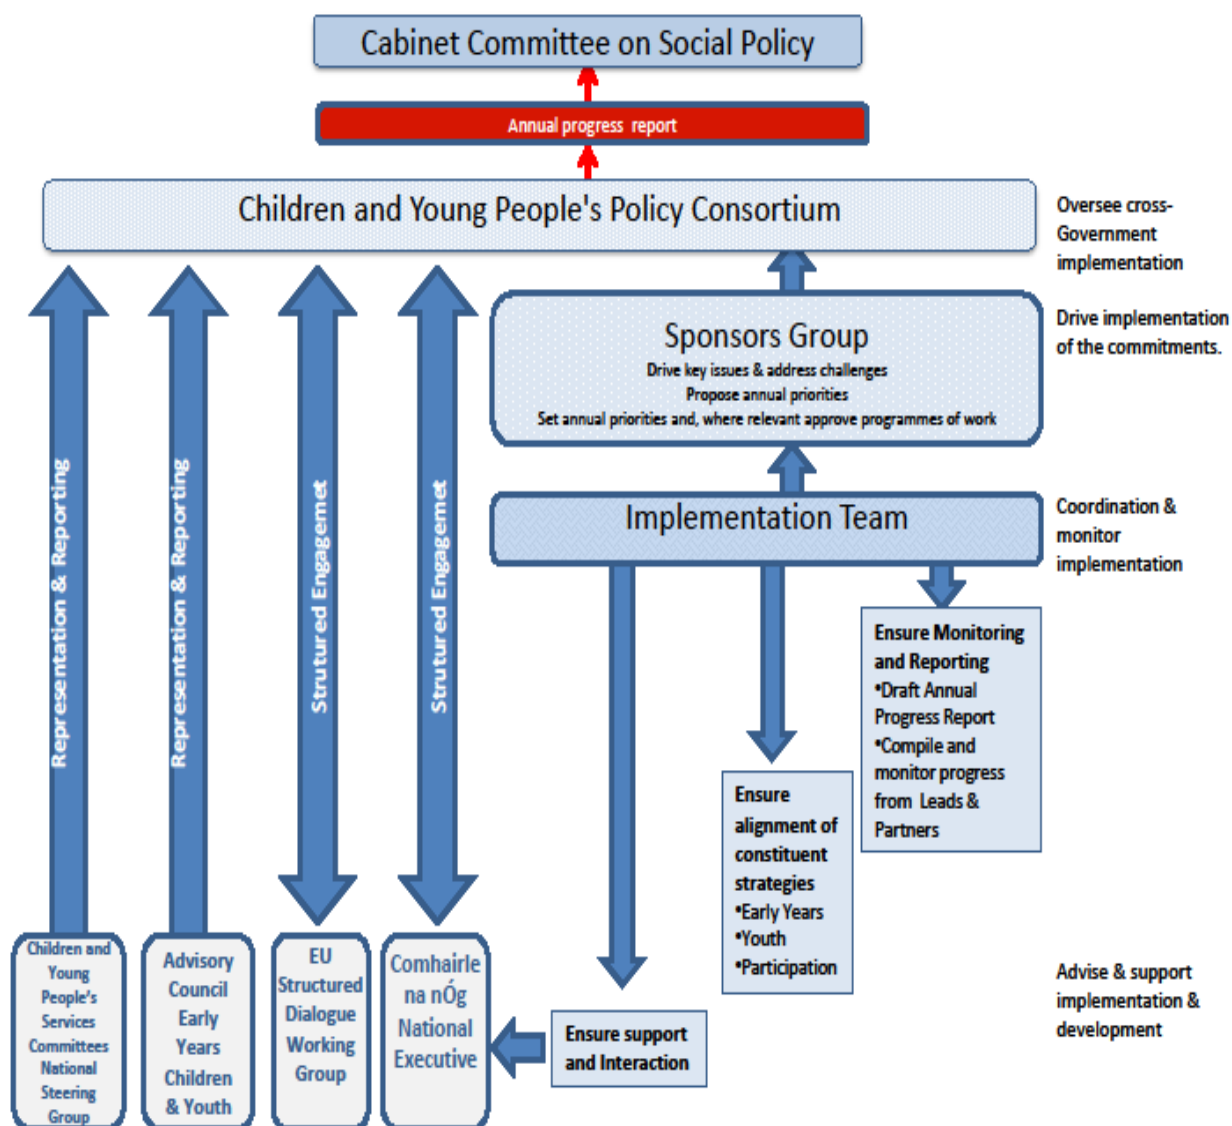 Cabinet Committee on Social Policy
Annual progress report
Children and Young People's Policy Consortium
Oversee cross-
Government
implementation
Sponsors Group
Drive key issues & address challenges
Propose annual priorities
Set annual priorities and, where relevant approve programmes of work
Drive implementation
of the commitments.
Implementation Team
Coordination &
monitor
implementation
Representation & Reporting
Representation & Reporting
Strutured Engagemet
Strutured Engagemet
Ensure Monitoring
and Reporting
•Draft Annual
Progress Report
•Compile and
monitor progress
from Leads &
Partners
Ensure
alignment of
constituent
strategies
•Early Years
•Youth
•Participation
Ensure support
and Interaction
Children and
Young
People's
Services
Committees
National
Steering
Group
Advisory
Council
Early
Years
Children
& Youth
EU
Structured
Dialogue
Working
Group
Comhairle
na nÓg
National
Executive
Advise & support
implementation &
development